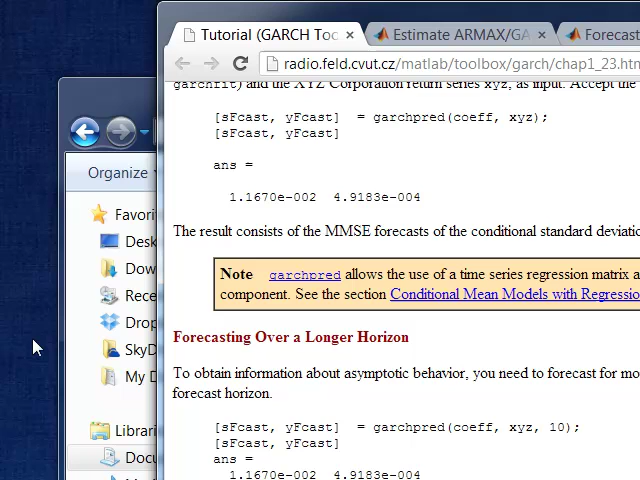 Tutorial (GARCH Too
Estimate ARMAX/GA
Forecast
radio.feld.cvut.cz/matlab/toolbox/garch/chap1_23.htm
garchfit) and the XYZ Corporation return series xyz, as input. Accept the
[sFcast, yFcast] = garchpred(coeff, xyz);
[sFcast, yFcast]
ans =
1.1670e-002 4.9183e-004
The result consists of the MMSE forecasts of the conditional standard deviatio
Note garchpred allows the use of a time series regression matrix a
component. See the section Conditional Mean Models with Regressio
Forecasting Over a Longer Horizon
To obtain information about asymptotic behavior, you need to forecast for mo
forecast horizon.
[sFcast, yFcast] = garchpred(coeff, xyz, 10);
[sFcast, yFcast]
ans =
1.1670e-002 4.9183e-004
Organize
Favori
Desk
Dow
Rece
Drop
SkyD
My D
Librari
Docu